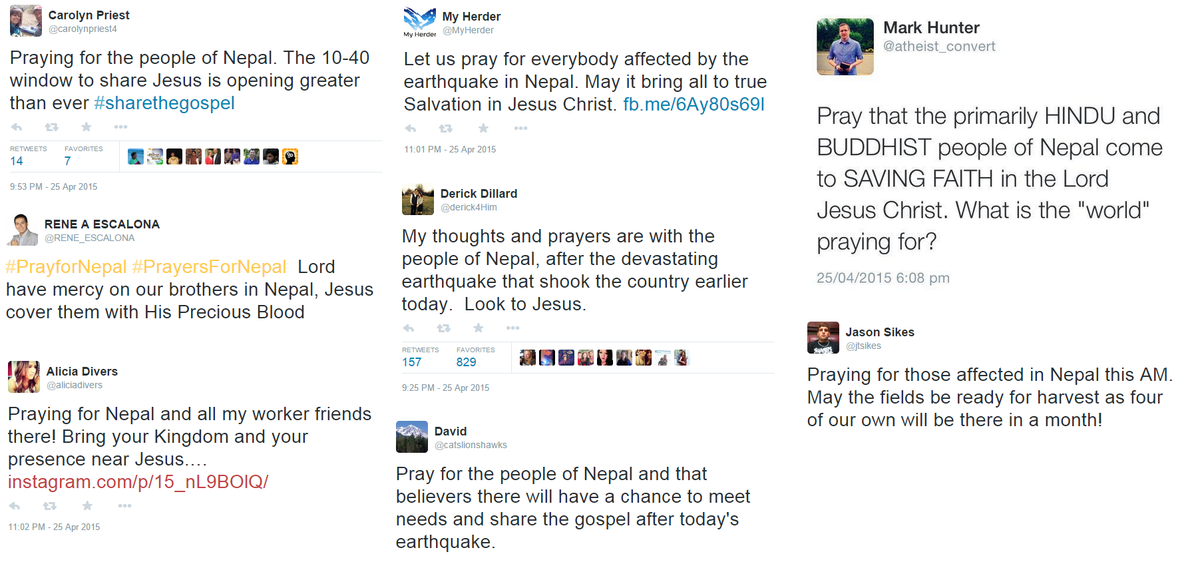 Carolyn Priest
@carolynpriest4
Praying for the people of Nepal. The 10-40
window to share Jesus is opening greater
than ever #sharethegospel
RETWEETS FAVORITES
14 7
9:53 PM - 25 Apr 2015
RENE A ESCALONA
@RENE_ESCALONA
#PrayforNepal #PrayersForNepal Lord
have mercy on our brothers in Nepal, Jesus
cover them with His Precious Blood
Alicia Divers
@aliciadivers
Praying for Nepal and all my worker friends
there! Bring your Kingdom and your
presence near Jesus....
instagram.com/p/15_nL9BOlQ/
11:02 PM - 25 Apr 2015
My Herder
My Herder
@MyHerder
Let us pray for everybody affected by the
earthquake in Nepal. May it bring all to true
Salvation in Jesus Christ. fb.me/6Ay80s69I
11:01 PM - 25 Apr 2015
Derick Dillard
@derick4Him
My thoughts and prayers are with the
people of Nepal, after the devastating
earthquake that shook the country earlier
today. Look to Jesus.
RETWEETS FAVORITES
157 829
9:25 PM - 25 Apr 2015
David
@catslionshawks
Pray for the people of Nepal and that
believers there will have a chance to meet
needs and share the gospel after today's
earthquake.
Mark Hunter
@atheist_convert
Pray that the primarily HINDU and
BUDDHIST people of Nepal come
to SAVING FAITH in the Lord
Jesus Christ. What is the "world"
praying for?
25/04/2015 6:08 pm
Jason Sikes
@jtsikes
Praying for those affected in Nepal this AM.
May the fields be ready for harvest as four
of our own will be there in a month!